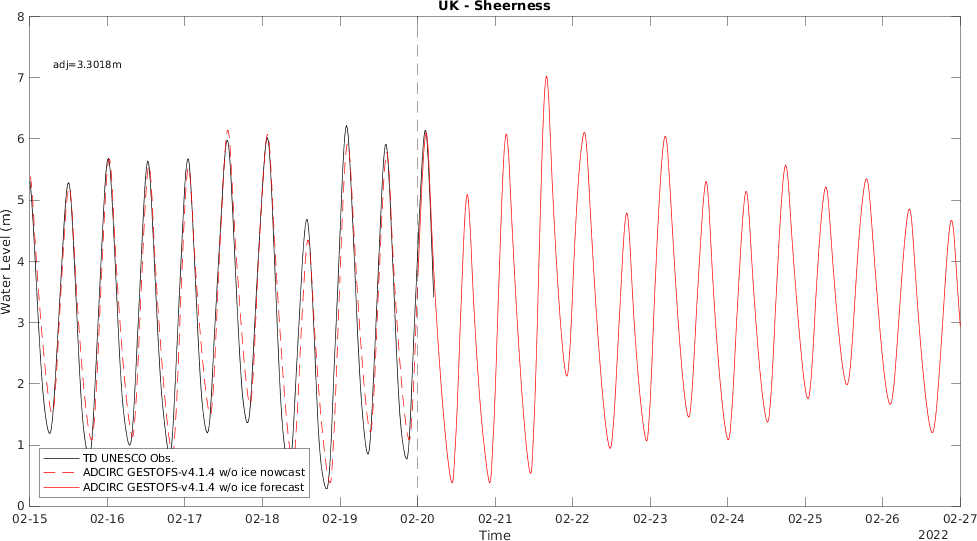 UK - Sheerness
8
7
6
5
4
3
2
1
0
Water Level (m)
adj=3.3018m
TD UNESCO Obs.
ADCIRC GESTOFS-v4.1.4 w/o ice nowcast
ADCIRC GESTOFS-v4.1.4 w/o ice forecast
02-15 02-16 02-17 02-18 02-19 02-20 02-21 02-22 02-23 02-24 02-25 02-26 02-27
Time
2022